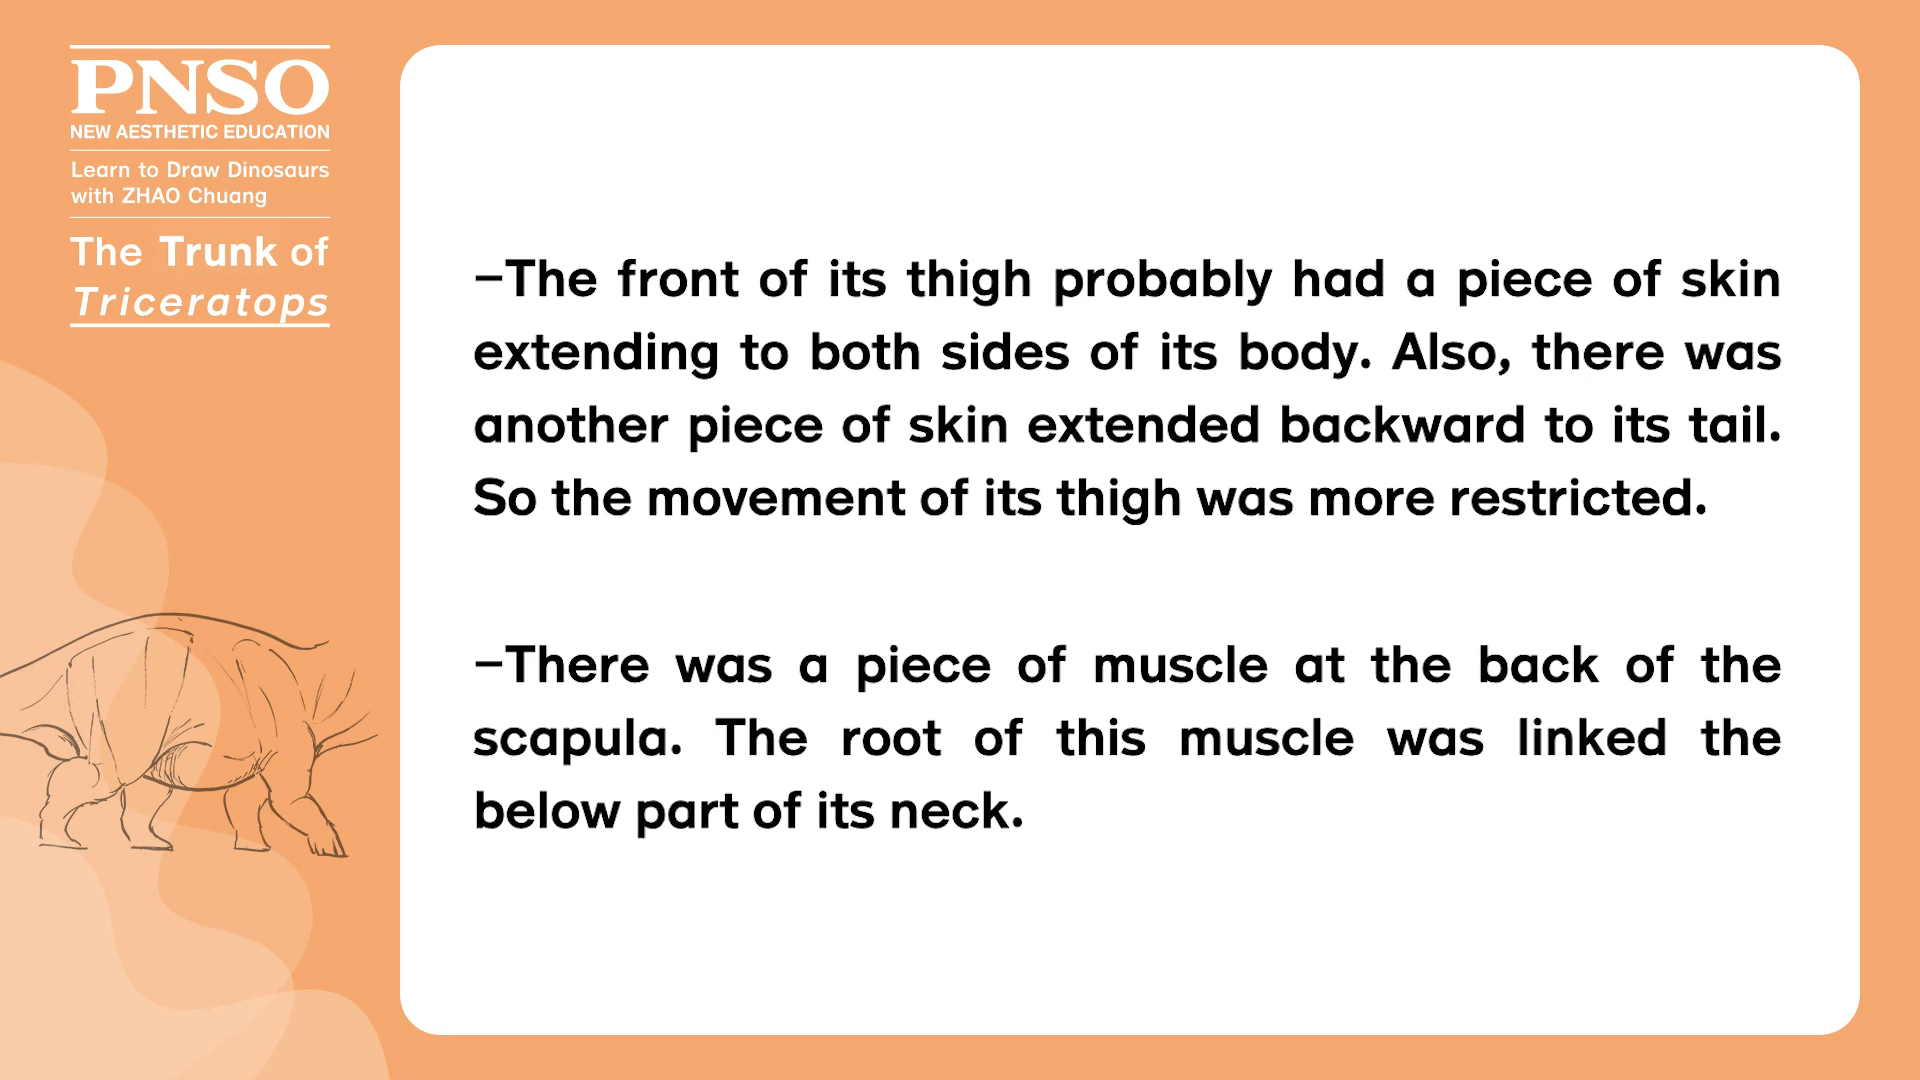 PNSO
NEW AESTHETIC EDUCATION
Learn to Draw Dinosaurs
with ZHAO Chuang
The Trunk of
Triceratops
–The front of its thigh probably had a piece of skin
extending to both sides of its body. Also, there was
another piece of skin extended backward to its tail.
So the movement of its thigh was more restricted.
–There was a piece of muscle at the back of the
scapula. The root of this muscle was linked the
below part of its neck.